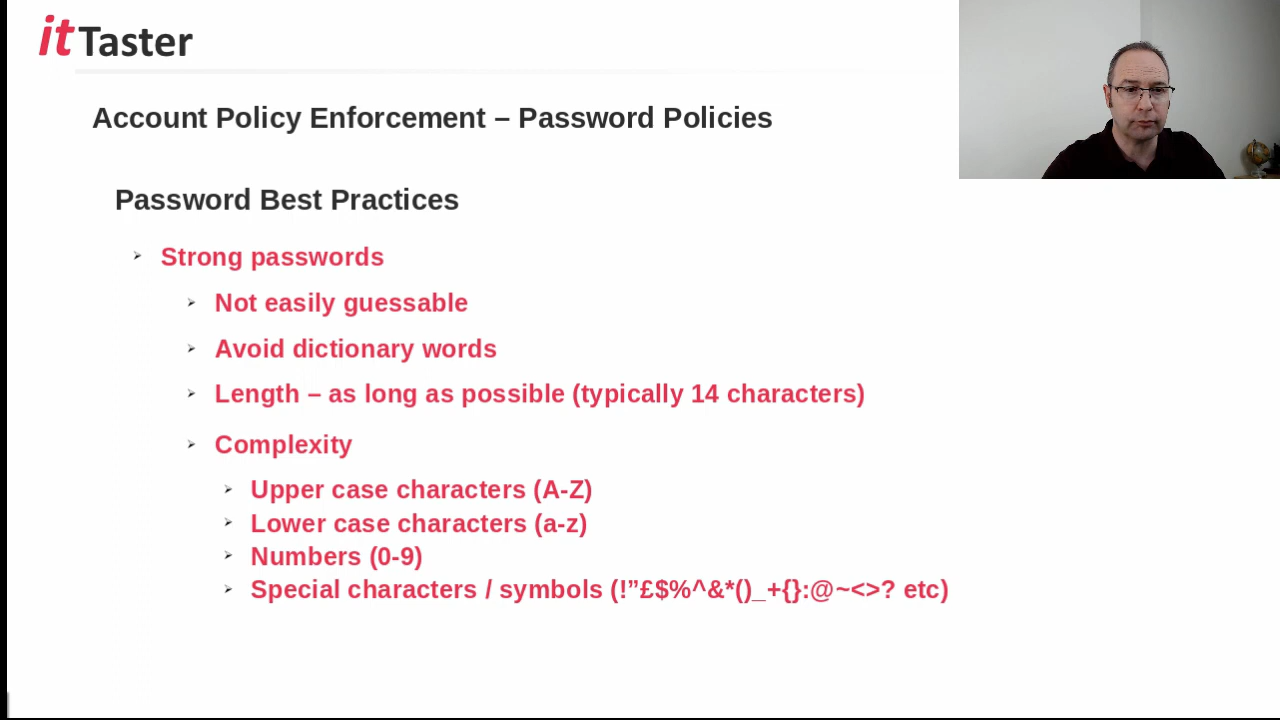 itTaster
Account Policy Enforcement – Password Policies
Password Best Practices
Strong passwords
Not easily guessable
Avoid dictionary words
Length – as long as possible (typically 14 characters)
Complexity
Upper case characters (A-Z)
Lower case characters (a-z)
Numbers (0-9)
Special characters / symbols (!”£$%^&*()_+{}:@~<>? etc)